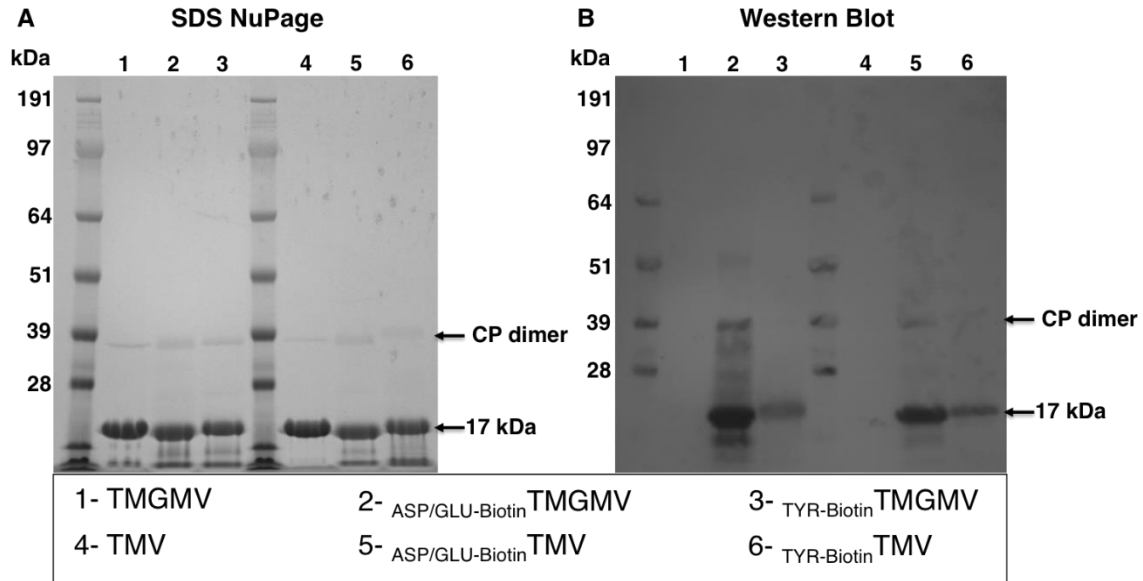 A SDS NuPage B Western Blot
kDa 1 2 3 4 5 6 kDa 1 2 3 4 5 6
191 191
97 97
64 64
51 51
39 CP dimer 39 CP dimer
28 28
17 kDa 17 kDa
1- TMGMV 2- ASP/GLU-BiotinTMGMV 3- TYR-BiotinTMGMV
4- TMV 5- ASP/GLU-BiotinTMV 6- TYR-BiotinTMV